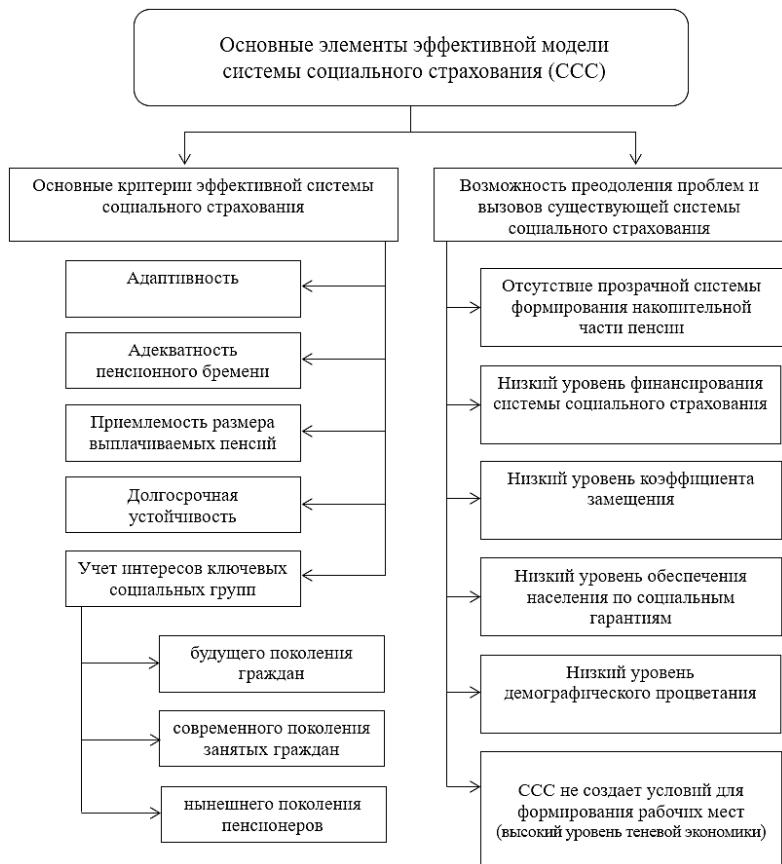 Основные элементы эффективной модели
системы социального страхования (ССС)
Основные критерии эффективной системы
социального страхования
Адаптивность
Адекватность
пенсионного бремени
Приемлемость размера
выплачиваемых пенсий
Долгосрочная
устойчивость
Учет интересов ключевых
социальных групп
будущего поколения
граждан
современного поколения
занятых граждан
нынешнего поколения
пенсионеров
Возможность преодоления проблем и
вызовов существующей системы
социального страхования
Отсутствие прозрачной системы
формирования накопительной
части пенсии
Низкий уровень финансирования
системы социального страхования
Низкий уровень коэффициента
замещения
Низкий уровень обеспечения
населения по социальным
гарантиям
Низкий уровень
демографического процветания
ССС не создает условий для
формирования рабочих мест
(высокий уровень теневой экономики)